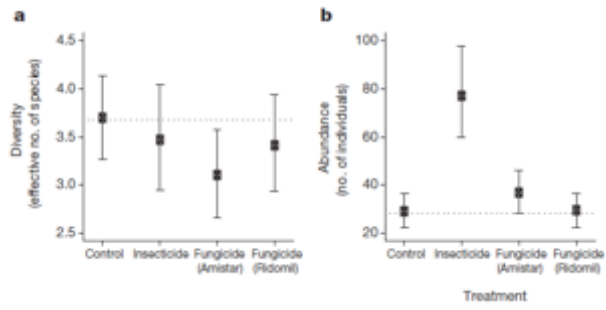 a
Diversity
(effective no. of species)
4.5
4.0
3.5
3.0
2.5
Control Insecticide Fungicide Fungicide
(Amistar) (Ridomil)
b
Abundance
(no. of individuals)
100
80
60
40
20
Control Insecticide Fungicide Fungicide
(Amistar) (Ridomil)
Treatment